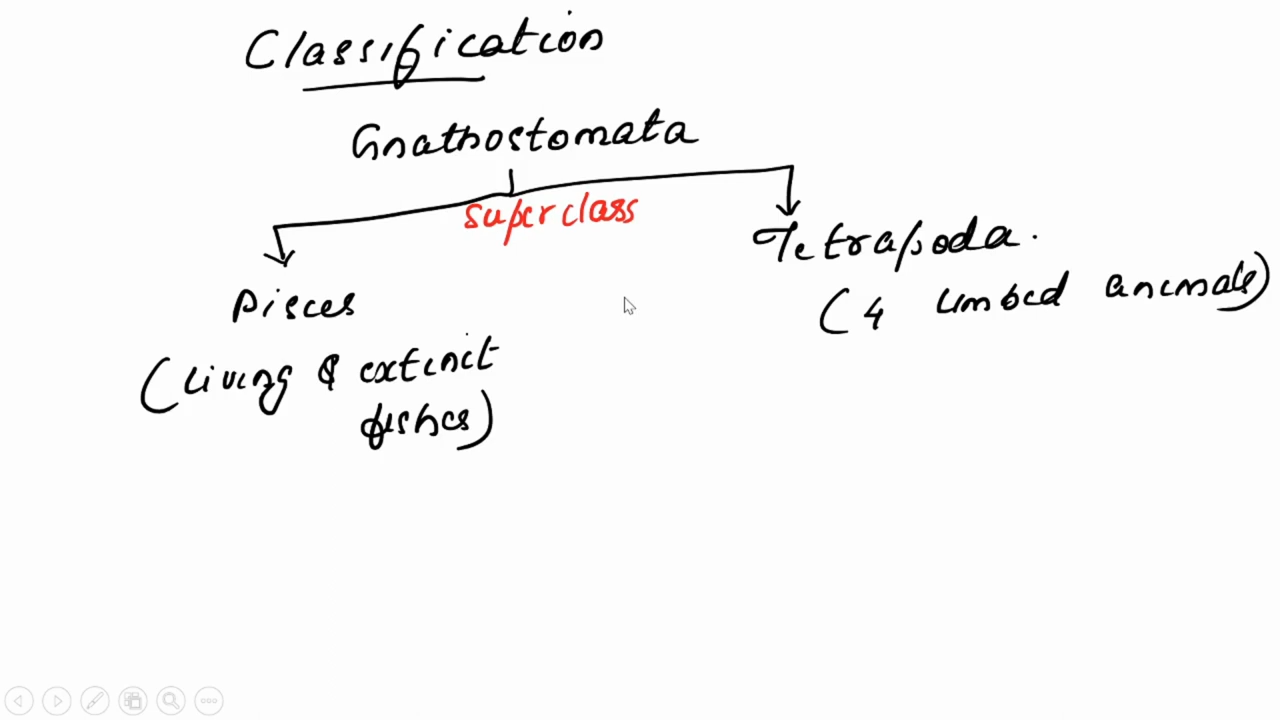 Classification
Gnathostomata
superclass
Pisces
(living & extinct
fishes)
Tetrapoda.
(4 limbed animals)